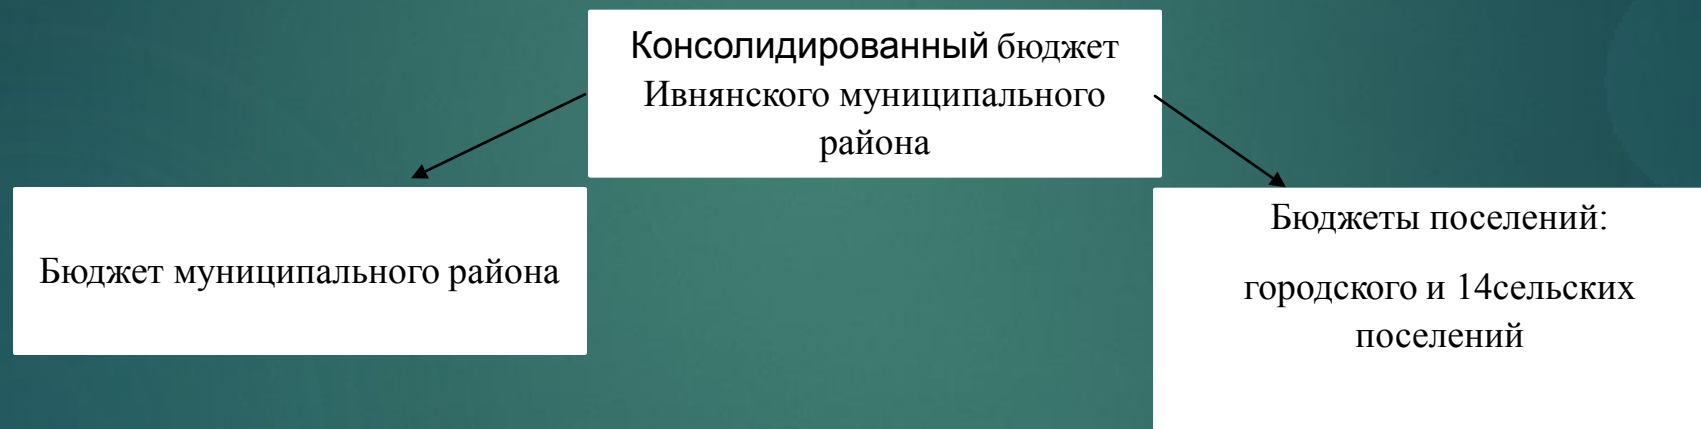 Консолидированный бюджет
Ивнянского муниципального
района
Бюджет муниципального района
Бюджеты поселений:
городского и 14сельских
поселений